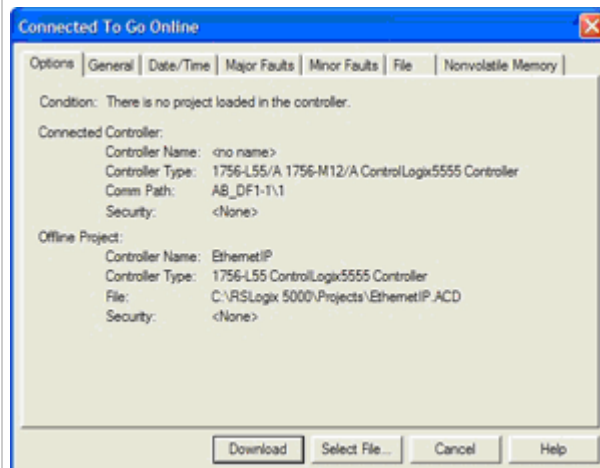 Connected To Go Online
Options General Date/Time Major Faults Minor Faults File Nonvolatile Memory
Condition: There is no project loaded in the controller.
Connected Controller:
Controller Name: <no name>
Controller Type: 1756-L55/A 1756-M12/A ControlLogix5555 Controller
Comm Path: AB_DF1-1\1
Security: <None>
Offline Project:
Controller Name: EthernetIP
Controller Type: 1756-L55 ControlLogix5555 Controller
File: C:\RSLogix 5000\Projects\EthernetIP.ACD
Security: <None>
Download Select File... Cancel Help